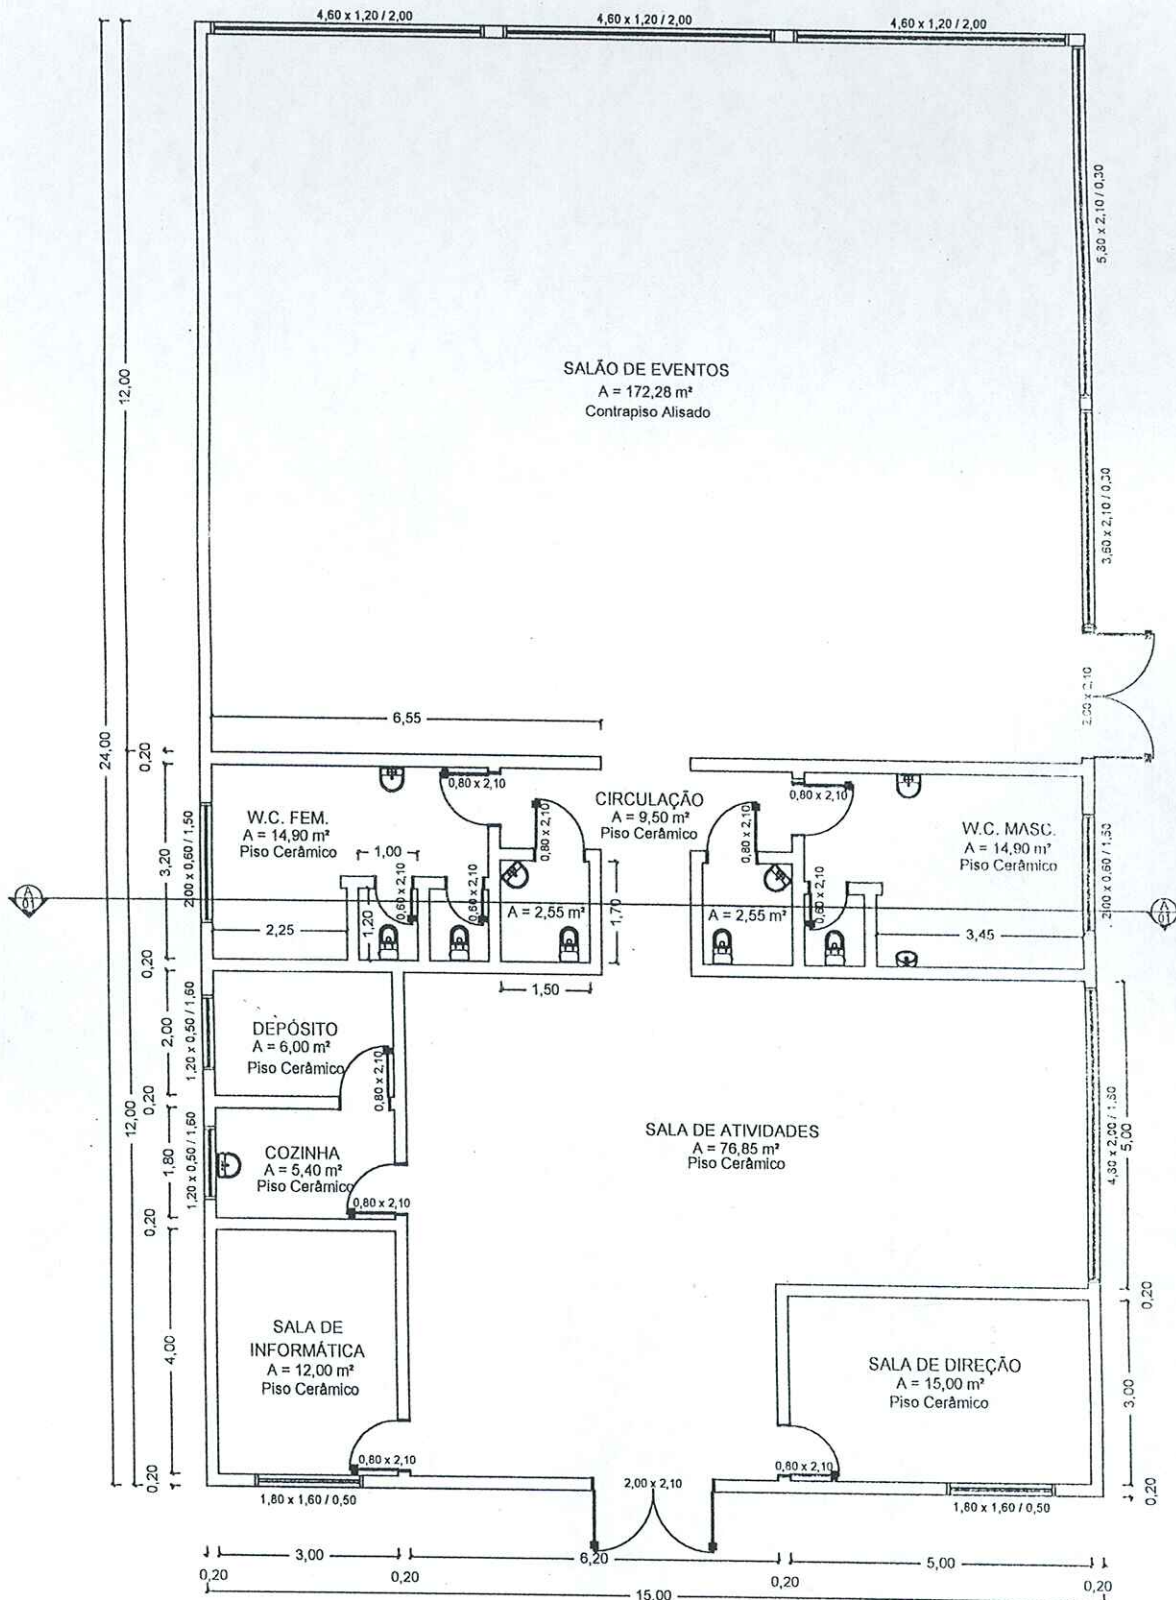 4,60 x 1,20 / 2,00
4,60 x 1,20 / 2,00
4,60 x 1,20 / 2,00
5,80 x 2,10 / 0,30
SALÃO DE EVENTOS
A = 172,28 m²
Contrapiso Alisado
12,00
3,60 x 2,10 / 0,30
2,00 x 2,10
6,55
24,00
0,20
0,80 x 2,10
W.C. FEM.
A = 14,90 m²
Piso Cerâmico
CIRCULAÇÃO
A = 9,50 m²
Piso Cerâmico
0,80 x 2,10
0,80 x 2,10
0,80 x 2,10
W.C. MASC.
A = 14,90 m²
Piso Cerâmico
3,20
2,00 x 0,60 / 1,50
2,00 x 0,60 / 1,50
1,00
0,60 x 2,10
0,60 x 2,10
0,60 x 2,10
1,20
A = 2,55 m²
1,70
A = 2,55 m²
A
01
A
01
2,25
3,45
0,20
1,50
DEPÓSITO
A = 6,00 m²
Piso Cerâmico
2,00
1,20 x 0,50 / 1,60
0,80 x 2,10
0,20
12,00
COZINHA
A = 5,40 m²
Piso Cerâmico
1,80
1,20 x 0,50 / 1,60
0,80 x 2,10
SALA DE ATIVIDADES
A = 76,85 m²
Piso Cerâmico
5,00
0,20
0,20
SALA DE
INFORMÁTICA
A = 12,00 m²
Piso Cerâmico
4,00
SALA DE DIREÇÃO
A = 15,00 m²
Piso Cerâmico
3,00
0,80 x 2,10
0,80 x 2,10
0,20
0,20
1,80 x 1,60 / 0,50
2,00 x 2,10
1,80 x 1,60 / 0,50
3,00
6,20
5,00
0,20
0,20
0,20
0,20
15,00